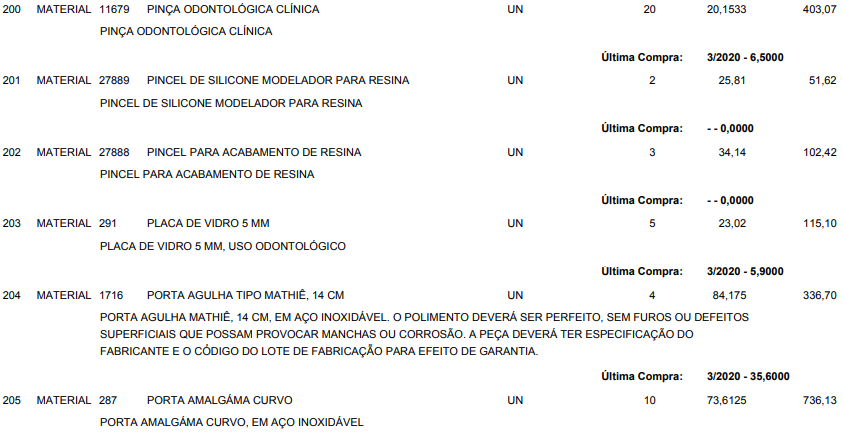 200 MATERIAL 11679 PINÇA ODONTOLÓGICA CLÍNICA UN 20 20,1533 403,07
PINÇA ODONTOLÓGICA CLÍNICA
Última Compra: 3/2020 - 6,5000
201 MATERIAL 27889 PINCEL DE SILICONE MODELADOR PARA RESINA UN 2 25,81 51,62
PINCEL DE SILICONE MODELADOR PARA RESINA
Última Compra: - - 0,0000
202 MATERIAL 27888 PINCEL PARA ACABAMENTO DE RESINA UN 3 34,14 102,42
PINCEL PARA ACABAMENTO DE RESINA
Última Compra: - - 0,0000
203 MATERIAL 291 PLACA DE VIDRO 5 MM UN 5 23,02 115,10
PLACA DE VIDRO 5 MM, USO ODONTOLÓGICO
Última Compra: 3/2020 - 5,9000
204 MATERIAL 1716 PORTA AGULHA TIPO MATHIÊ, 14 CM UN 4 84,175 336,70
PORTA AGULHA MATHIÊ, 14 CM, EM AÇO INOXIDÁVEL. O POLIMENTO DEVERÁ SER PERFEITO, SEM FUROS OU DEFEITOS
SUPERFICIAIS QUE POSSAM PROVOCAR MANCHAS OU CORROSÃO. A PEÇA DEVERÁ TER ESPECIFICAÇÃO DO
FABRICANTE E O CÓDIGO DO LOTE DE FABRICAÇÃO PARA EFEITO DE GARANTIA.
Última Compra: 3/2020 - 35,6000
205 MATERIAL 287 PORTA AMALGÁMA CURVO UN 10 73,6125 736,13
PORTA AMALGÁMA CURVO, EM AÇO INOXIDÁVEL